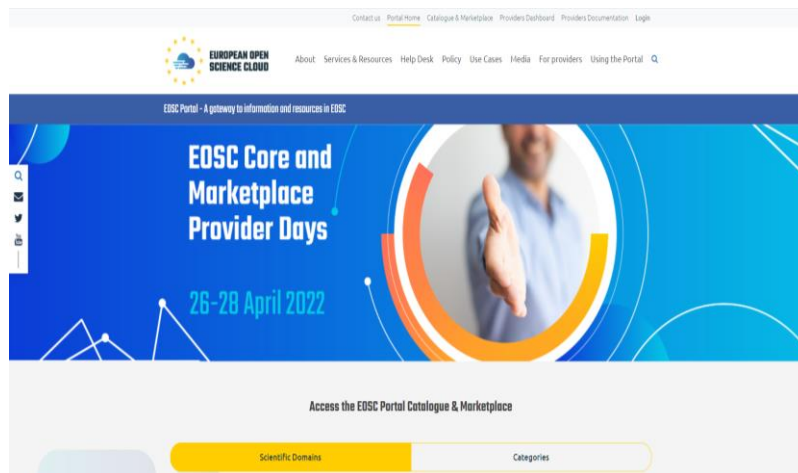 Contact us Portal Home Catalogue & Marketplace Providers Dashboard Providers Documentation Login
EUROPEAN OPEN
SCIENCE CLOUD
About Services & Resources Help Desk Policy Use Cases Media For providers Using the Portal
EOSC Portal - A gateway to information and resources in EOSC
EOSC Core and
Marketplace
Provider Days
26-28 April 2022
Access the EOSC Portal Catalogue & Marketplace
Scientific Domains Categories